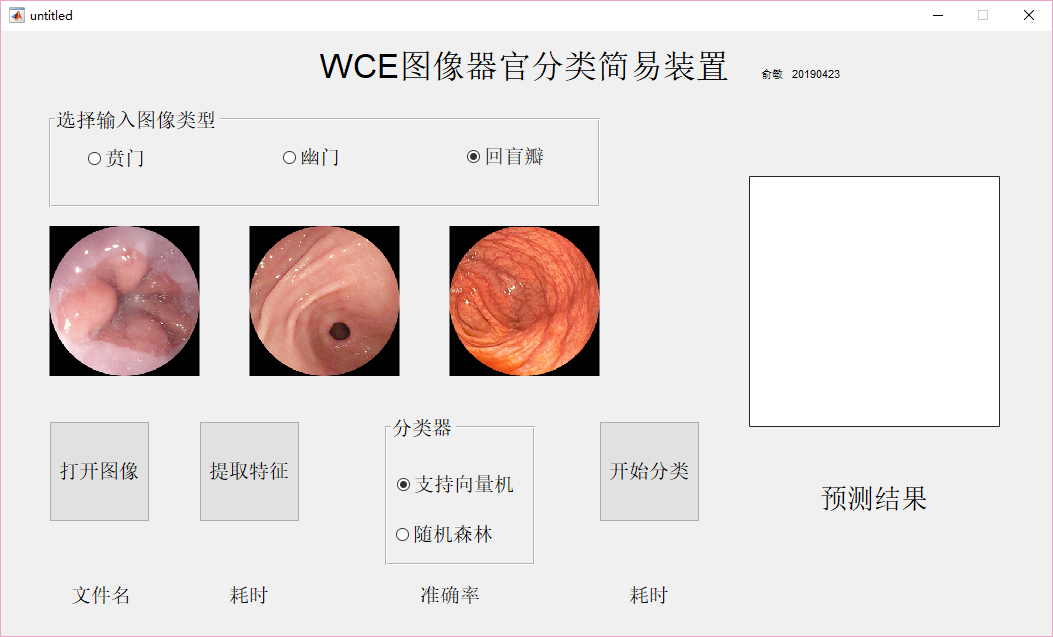 untitled
WCE图像器官分类简易装置 俞敏 20190423
选择输入图像类型
贲门 幽门 回盲瓣
打开图像 提取特征
分类器
支持向量机
随机森林
开始分类
预测结果
文件名 耗时 准确率 耗时